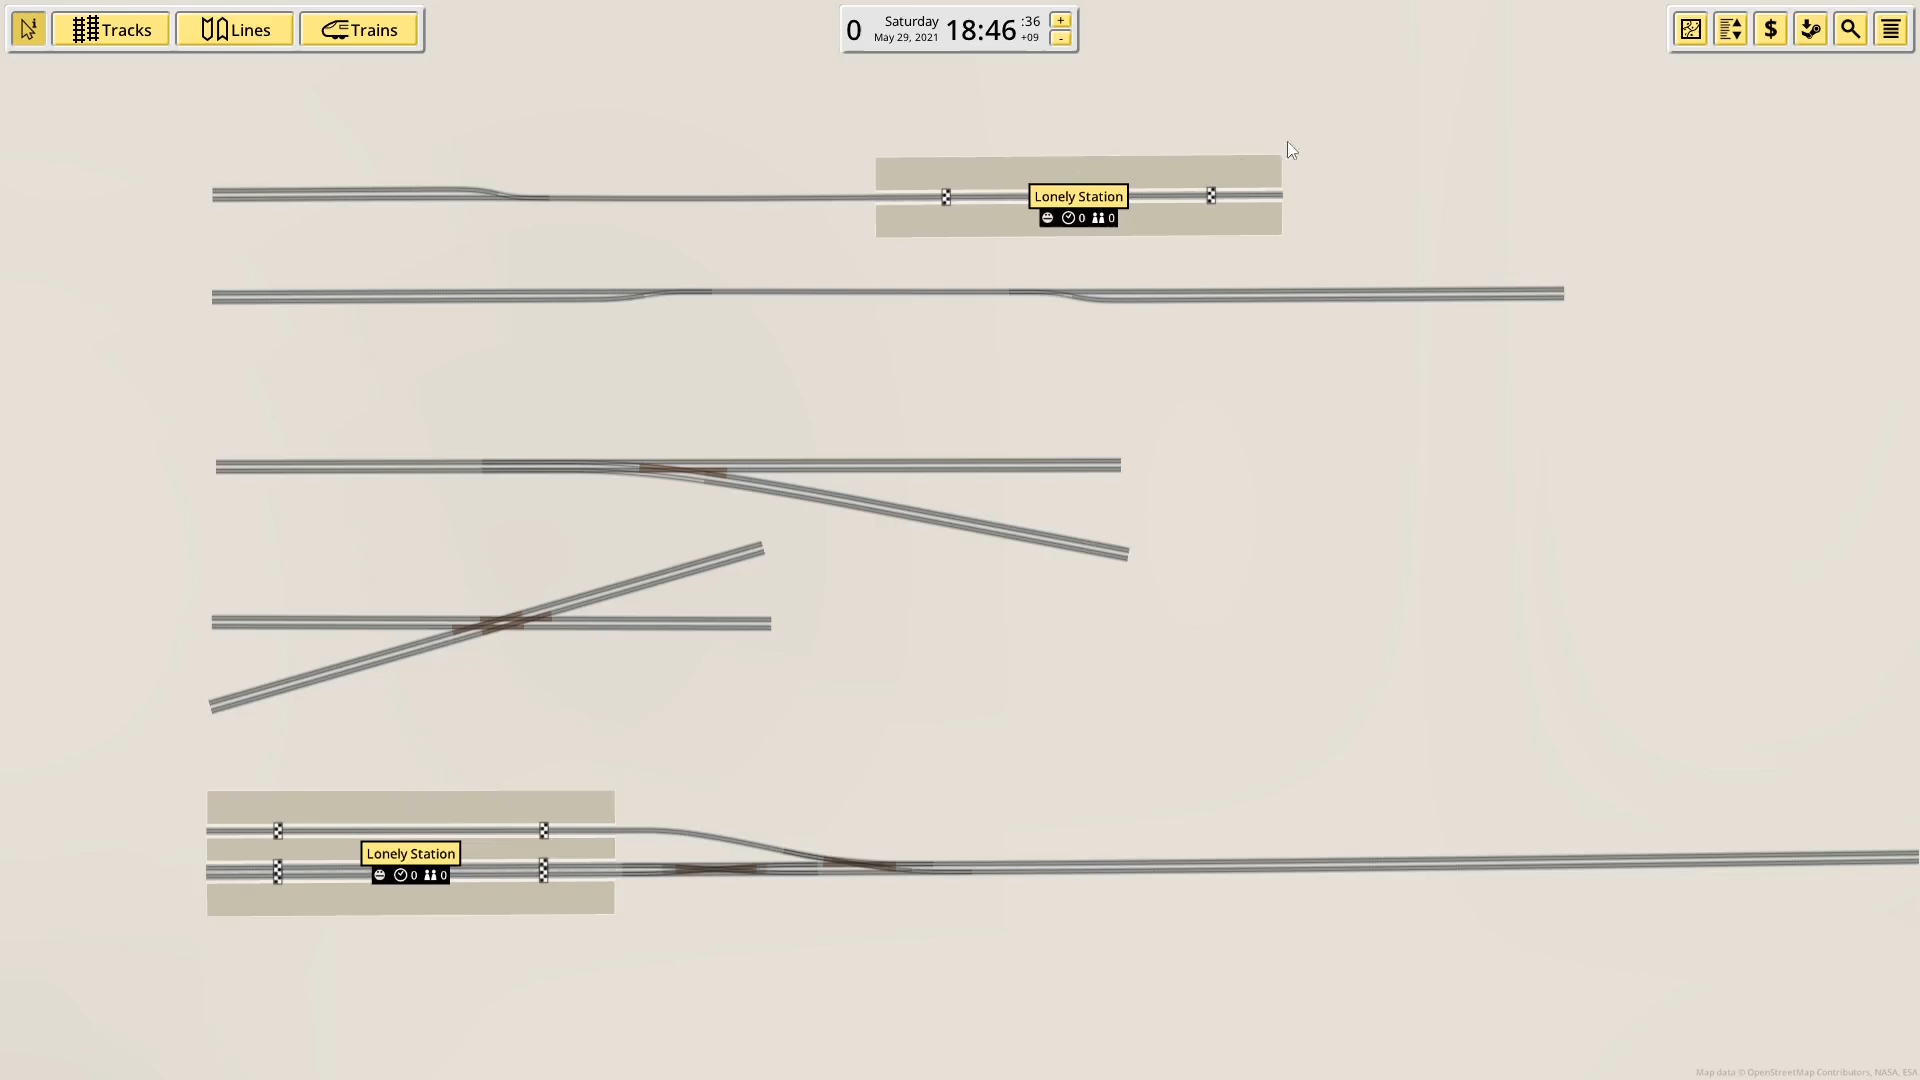 Tracks
Lines
Trains
0
Saturday
May 29, 2021
18:46
:36
+09
+
-
$
Lonely Station
0 0
Lonely Station
0 0
Map data © OpenStreetMap Contributors, NASA, ESA